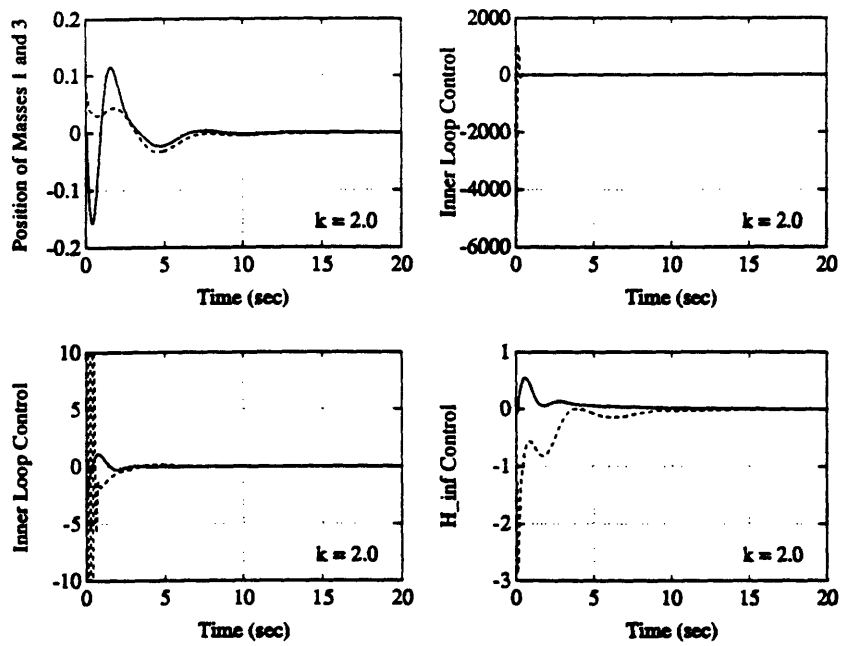 Position of Masses 1 and 3
0.2
0.1
0
-0.1
-0.2
k = 2.0
0 5 10 15 20
Time (sec)
Inner Loop Control
2000
0
-2000
-4000
-6000
k = 2.0
0 5 10 15 20
Time (sec)
Inner Loop Control
10
5
0
-5
-10
k = 2.0
0 5 10 15 20
Time (sec)
H_inf Control
1
0
-1
-2
-3
k = 2.0
0 5 10 15 20
Time (sec)